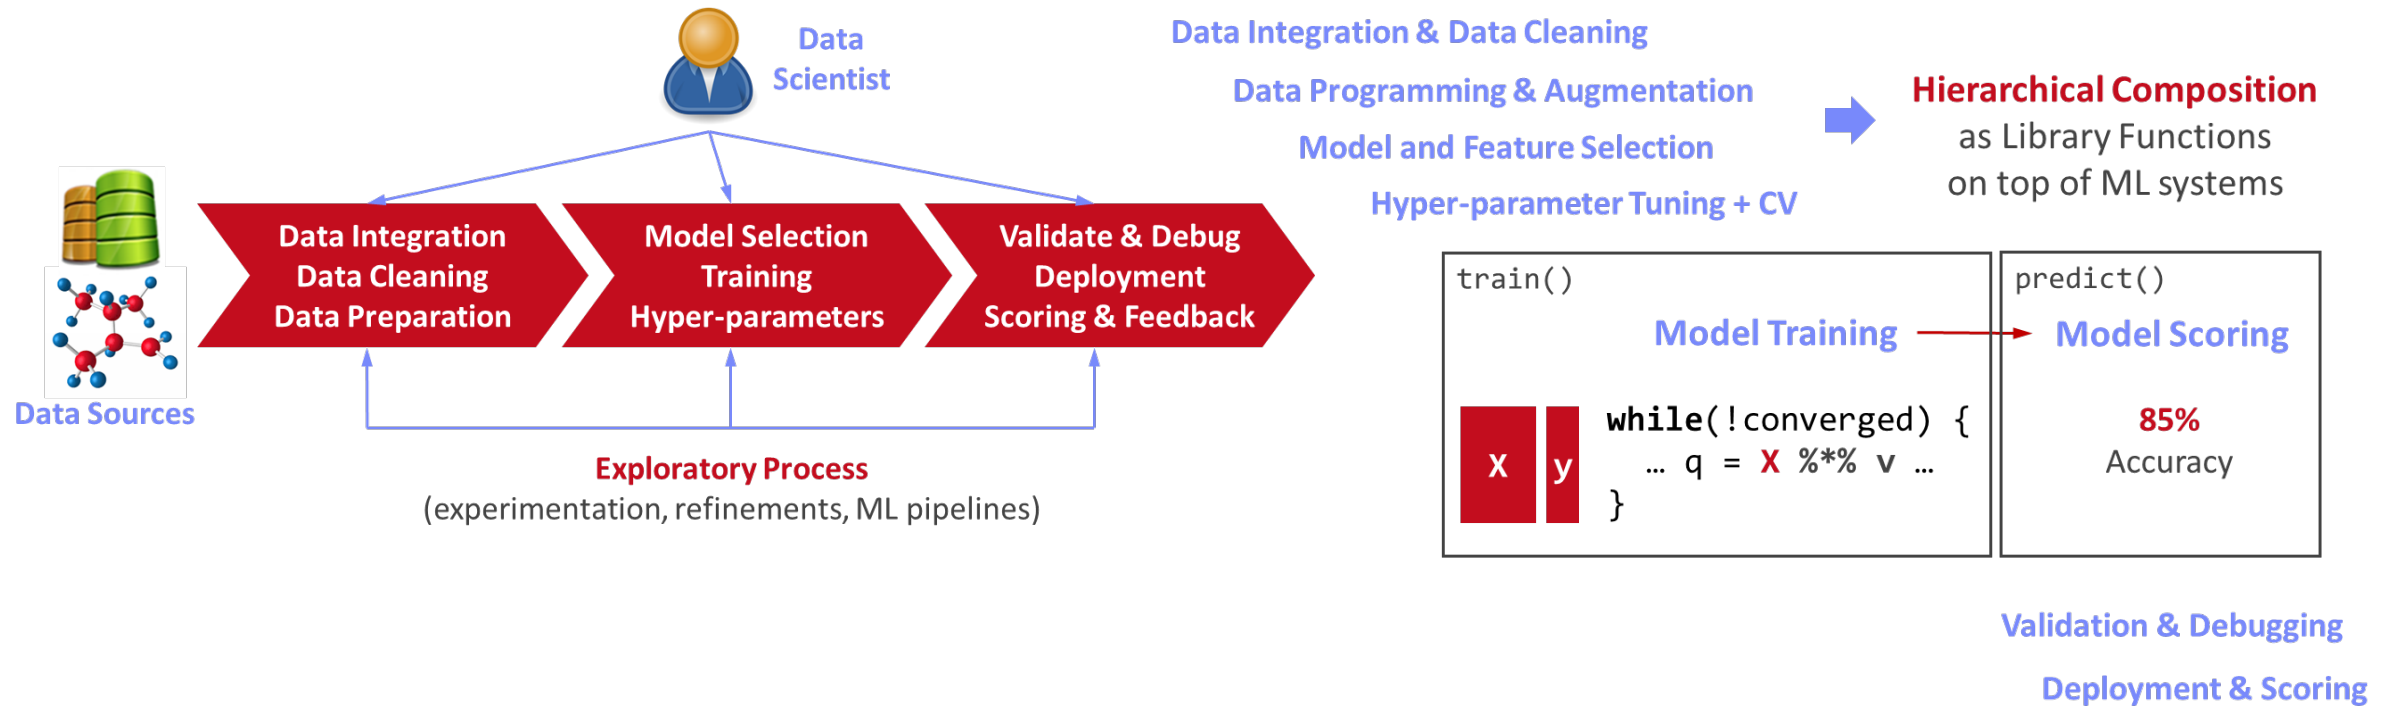 Data
Scientist
Data Sources
Data Integration
Data Cleaning
Data Preparation
Model Selection
Training
Hyper-parameters
Validate & Debug
Deployment
Scoring & Feedback
Exploratory Process
(experimentation, refinements, ML pipelines)
Data Integration & Data Cleaning
Data Programming & Augmentation
Model and Feature Selection
Hyper-parameter Tuning + CV
Hierarchical Composition
as Library Functions
on top of ML systems
train()
Model Training
X
y
while(!converged) {
… q = X %*% v …
}
predict()
Model Scoring
85%
Accuracy
Validation & Debugging
Deployment & Scoring